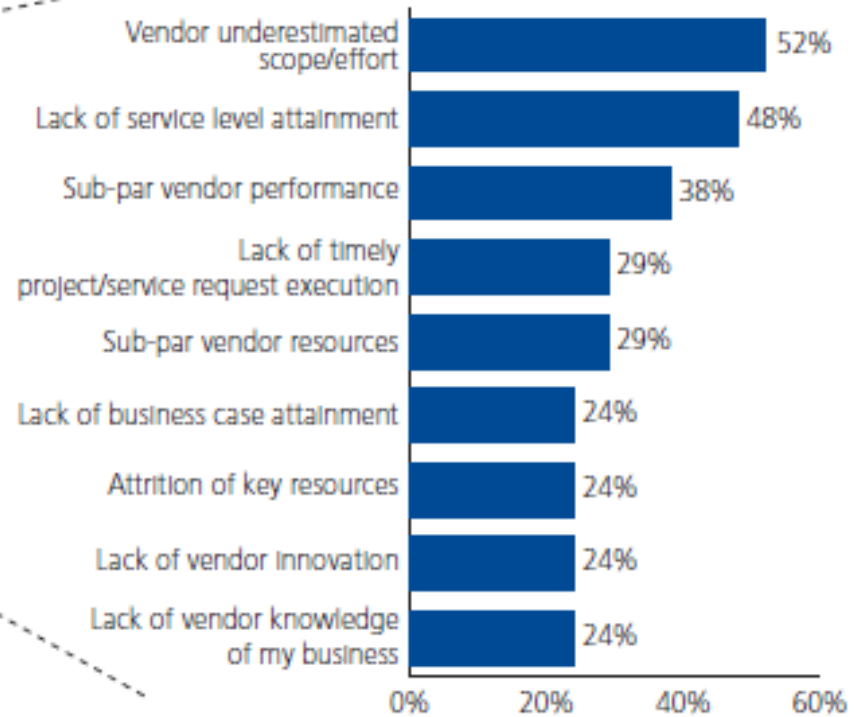 Vendor underestimated
scope/effort
52%
Lack of service level attainment
48%
Sub-par vendor performance
38%
Lack of timely
project/service request execution
29%
Sub-par vendor resources
29%
Lack of business case attainment
24%
Attrition of key resources
24%
Lack of vendor innovation
24%
Lack of vendor knowledge
of my business
24%
0% 20% 40% 60%